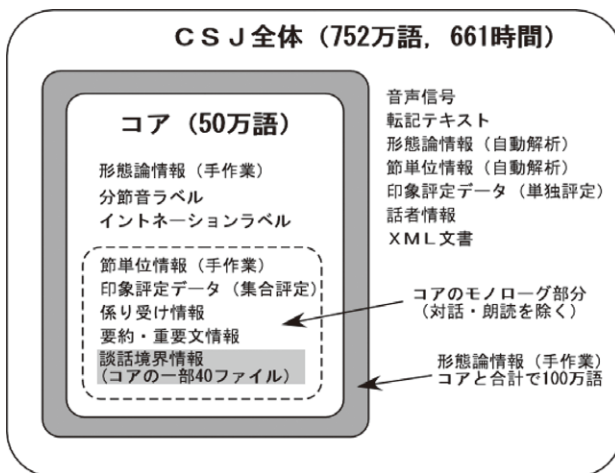 CSJ全体（752万語，661時間）
コア（50万語）
形態論情報（手作業）
分節音ラベル
イントネーションラベル
節単位情報（手作業）
印象評定データ（集合評定）
係り受け情報
要約・重要文情報
談話境界情報
（コアの一部40ファイル）
音声信号
転記テキスト
形態論情報（自動解析）
節単位情報（自動解析）
印象評定データ（単独評定）
話者情報
XML文書
コアのモノローグ部分
（対話・朗読を除く）
形態論情報（手作業）
コアと合計で100万語